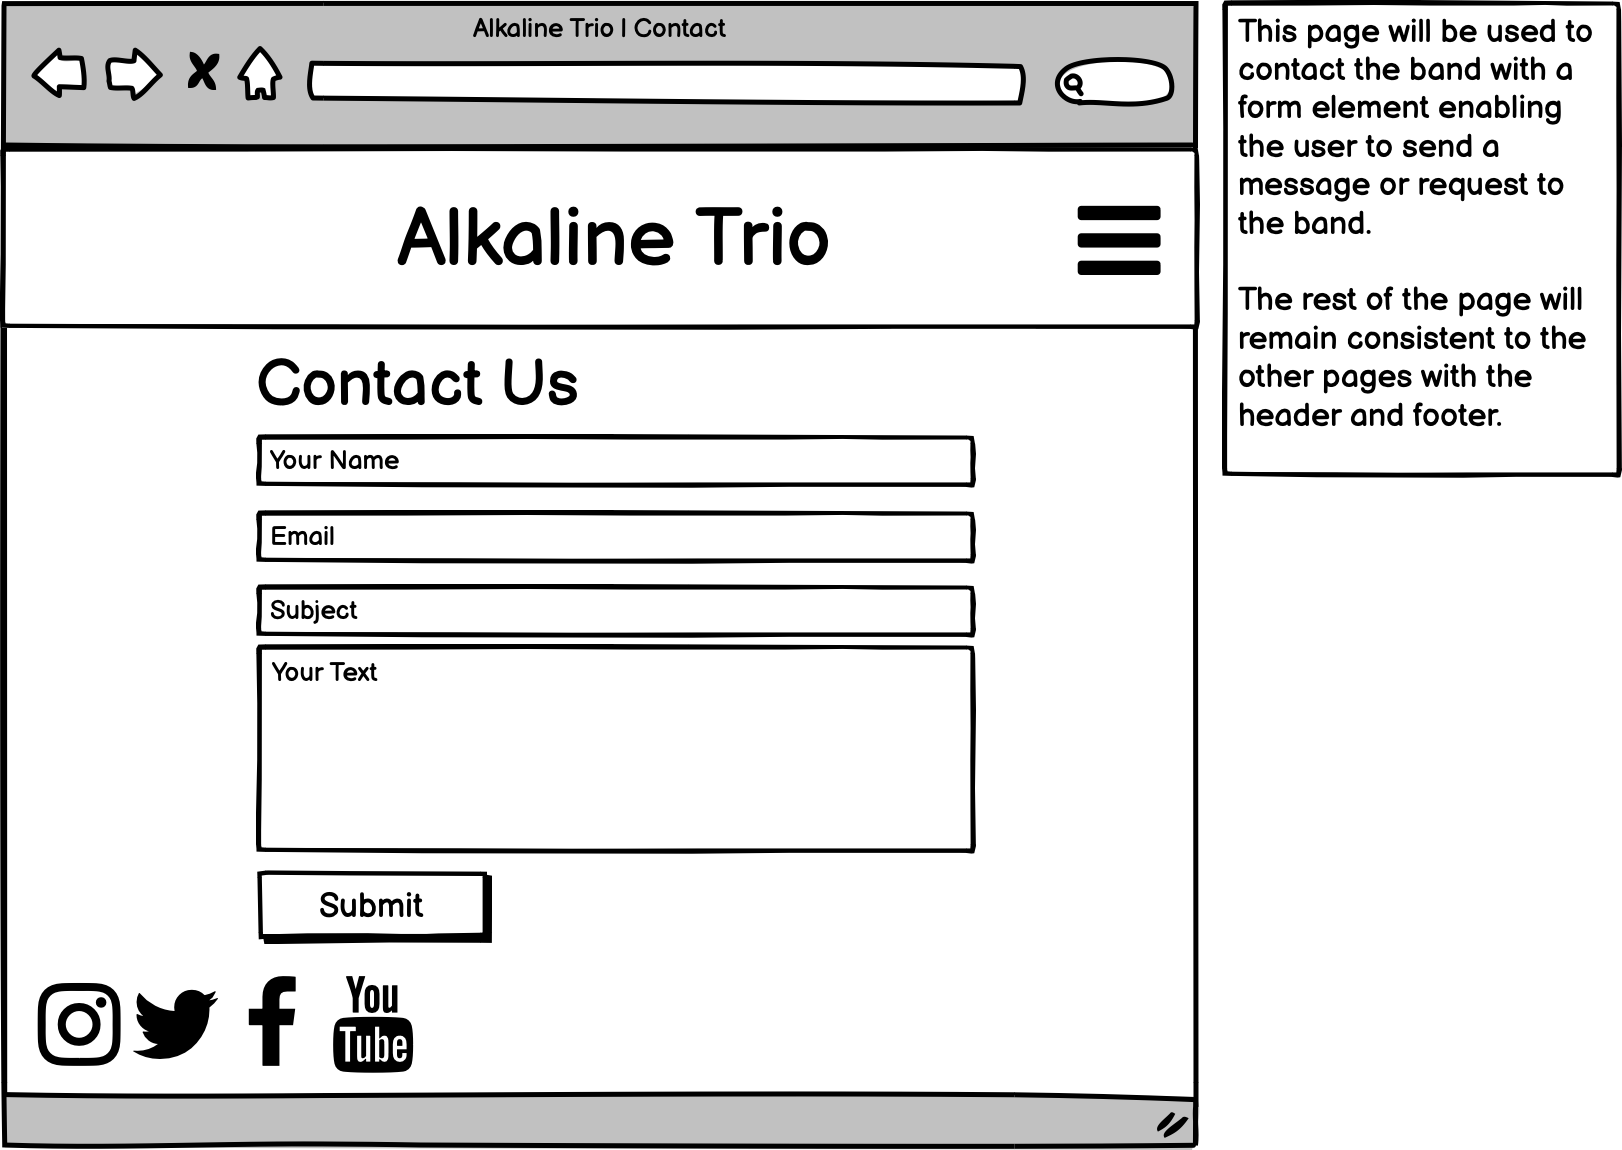 Alkaline Trio | Contact
Alkaline Trio
Contact Us
Your Name
Email
Subject
Your Text
Submit
You
Tube
This page will be used to
contact the band with a
form element enabling
the user to send a
message or request to
the band.
The rest of the page will
remain consistent to the
other pages with the
header and footer.